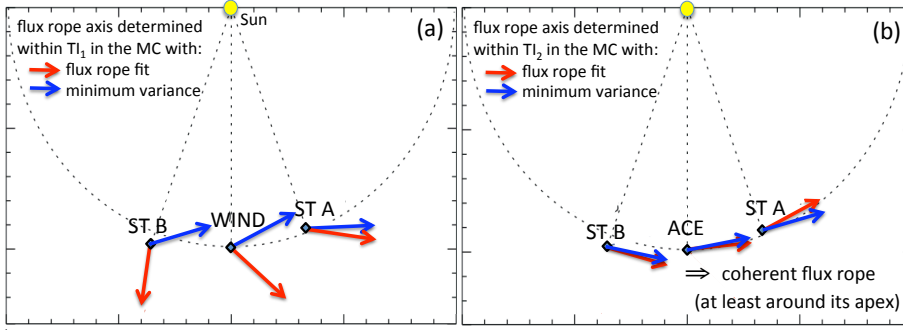 flux rope axis determined
within TI₁ in the MC with:
flux rope fit
minimum variance
Sun
(a)
ST B
WIND
ST A
flux rope axis determined
within TI₂ in the MC with:
flux rope fit
minimum variance
(b)
ST B
ACE
ST A
⇒ coherent flux rope
(at least around its apex)